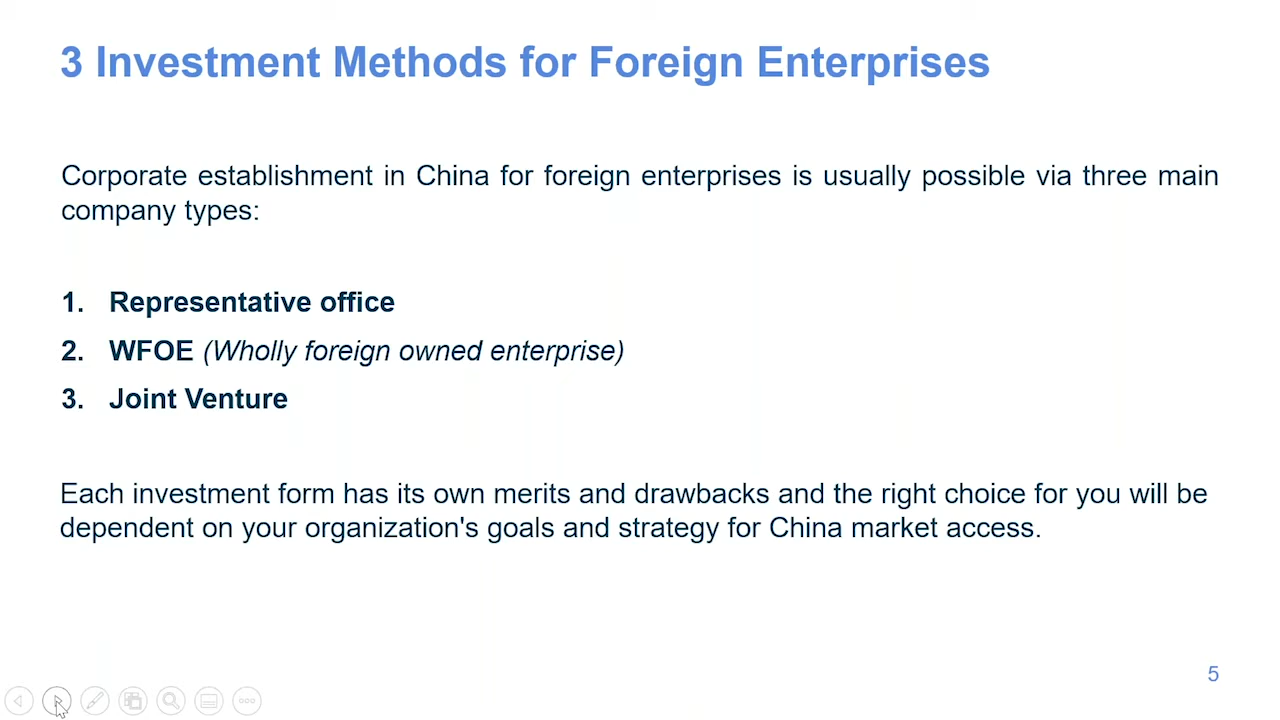 3 Investment Methods for Foreign Enterprises
Corporate establishment in China for foreign enterprises is usually possible via three main
company types:
1. Representative office
2. WFOE (Wholly foreign owned enterprise)
3. Joint Venture
Each investment form has its own merits and drawbacks and the right choice for you will be
dependent on your organization's goals and strategy for China market access.
5